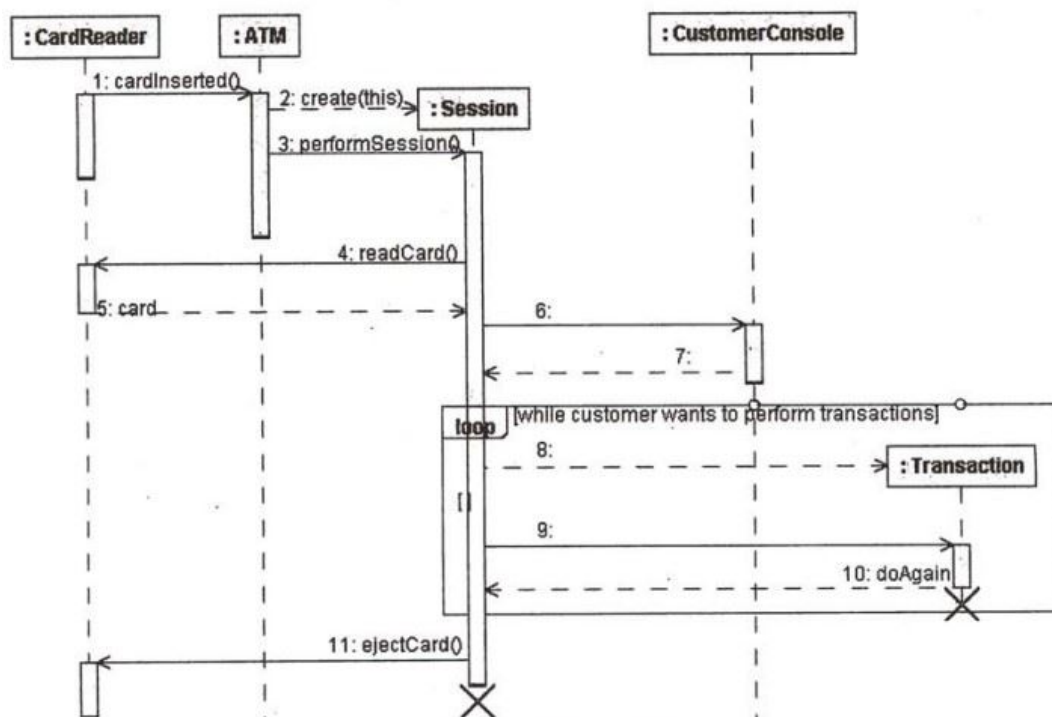 : CardReader
: ATM
: CustomerConsole
1: cardInserted()
2: create(this)
: Session
3: performSession()
4: readCard()
5: card
6:
7:
loop
[while customer wants to perform transactions]
8:
: Transaction
[]
9:
10: doAgain
11: ejectCard()